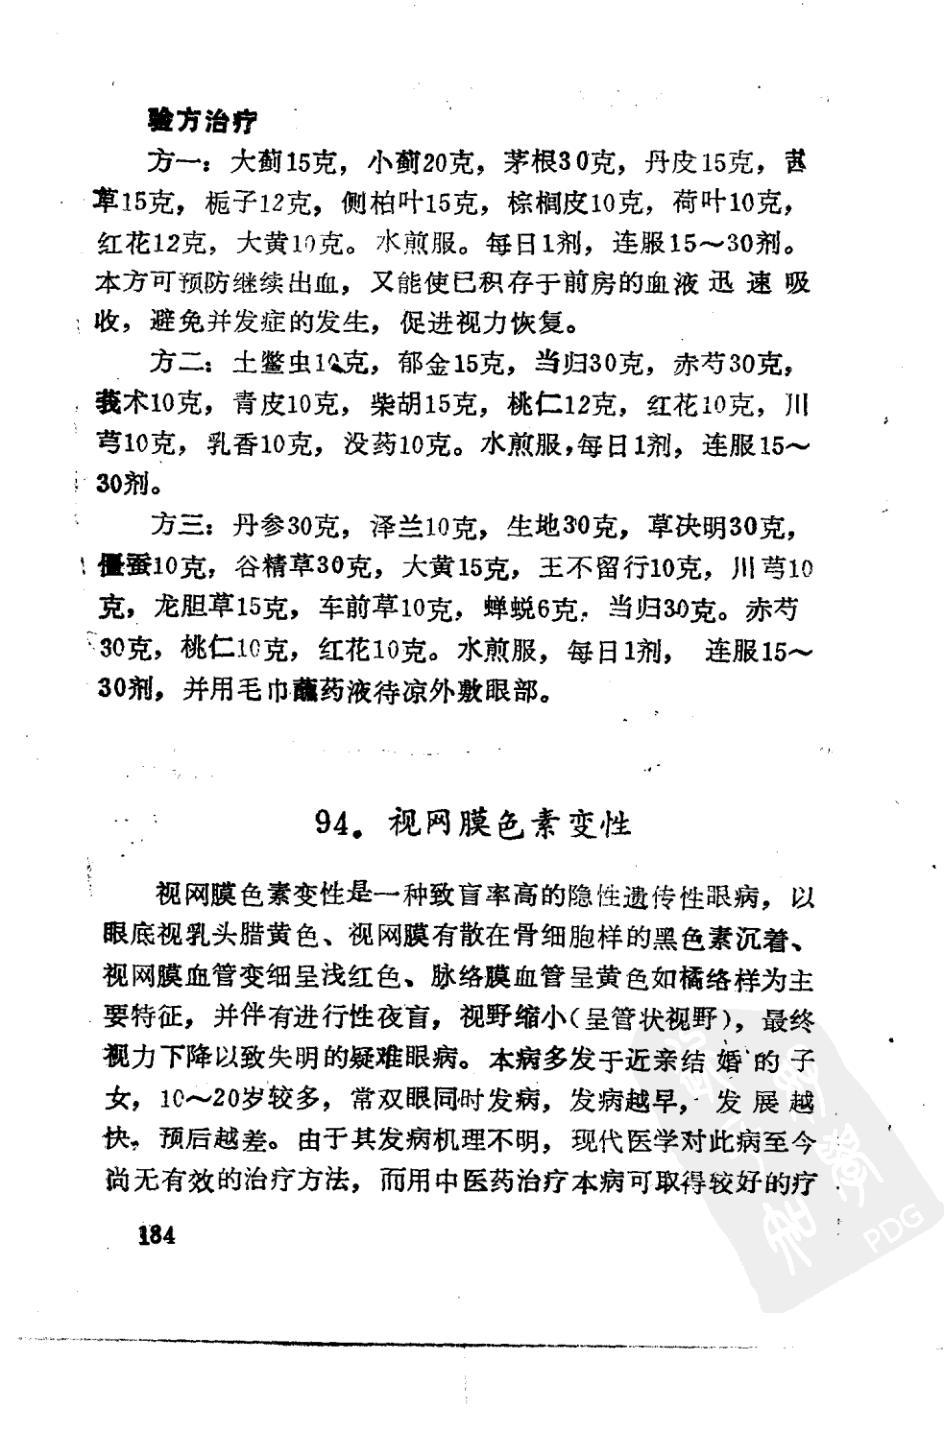 验方治疗
方一：大蓟15克，小蓟20克，茅根30克，丹皮15克，茜
草15克，栀子12克，侧柏叶15克，棕榈皮10克，荷叶10克，
红花12克，大黄10克。水煎服。每日1剂，连服15～30剂。
本方可预防继续出血，又能使已积存于前房的血液迅速吸
收，避免并发症的发生，促进视力恢复。
方二：土鳖虫10克，郁金15克，当归30克，赤芍30克，
莪术10克，青皮10克，柴胡15克，桃仁12克，红花10克，川
芎10克，乳香10克，没药10克。水煎服，每日1剂，连服15～
30剂。
方三：丹参30克，泽兰10克，生地30克，草决明30克，
僵蚕10克，谷精草30克，大黄15克，王不留行10克，川芎10
克，龙胆草15克，车前草10克，蝉蜕6克，当归30克。赤芍
30克，桃仁10克，红花10克。水煎服，每日1剂， 连服15～
30剂，并用毛巾蘸药液待凉外敷眼部。
94．视网膜色素变性
视网膜色素变性是一种致盲率高的隐性遗传性眼病，以
眼底视乳头腊黄色、视网膜有散在骨细胞样的黑色素沉着、
视网膜血管变细呈浅红色、脉络膜血管呈黄色如橘络样为主
要特征，并伴有进行性夜盲，视野缩小（呈管状视野），最终
视力下降以致失明的疑难眼病。本病多发于近亲结婚的子
女，10～20岁较多，常双眼同时发病，发病越早，发展越
快，预后越差。由于其发病机理不明，现代医学对此病至今
尚无有效的治疗方法，而用中医药治疗本病可取得较好的疗
184
PDG